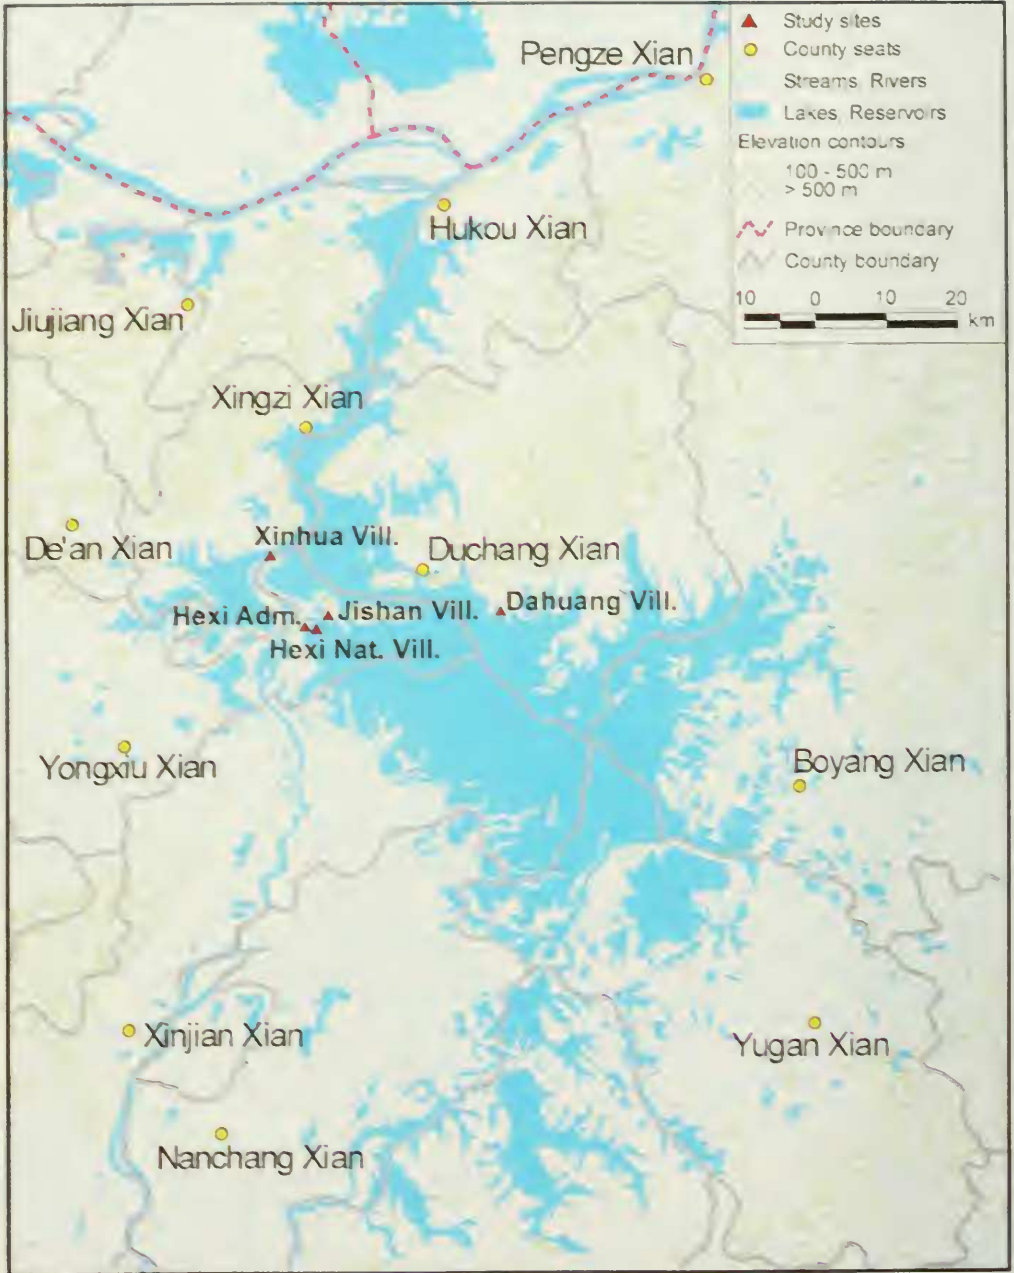 Study sites
County seats
Streams, Rivers
Lakes, Reservoirs
Elevation contours
100 - 500 m
> 500 m
Province boundary
County boundary
10 0 10 20
km
Pengze Xian
Hukou Xian
Jiujiang Xian
Xingzi Xian
De'an Xian
Xinhua Vill.
Duchang Xian
Hexi Adm.
Jishan Vill.
Dahuang Vill.
Hexi Nat. Vill.
Yongxiu Xian
Boyang Xian
Xinjian Xian
Yugan Xian
Nanchang Xian